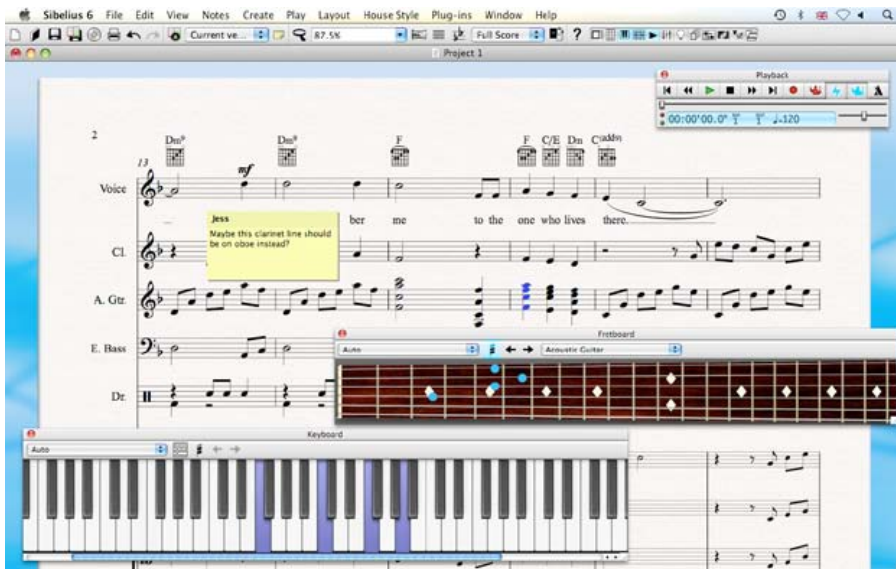 Sibelius 6 File Edit View Notes Create Play Layout House Style Plug-ins Window Help
Current ve... 87.5% Full Score ?
Project 1
Playback
00:00'00.0" ♩=120
2
Dm⁹ Dm⁹ F F C/E Dm
13
mf
Voice
ber me to the one who lives there.
Jess
Maybe this clarinet line should
be on oboe instead?
Cl.
A. Gtr.
E. Bass
Dr.
Fretboard
Auto Acoustic Guitar
Keyboard
Auto